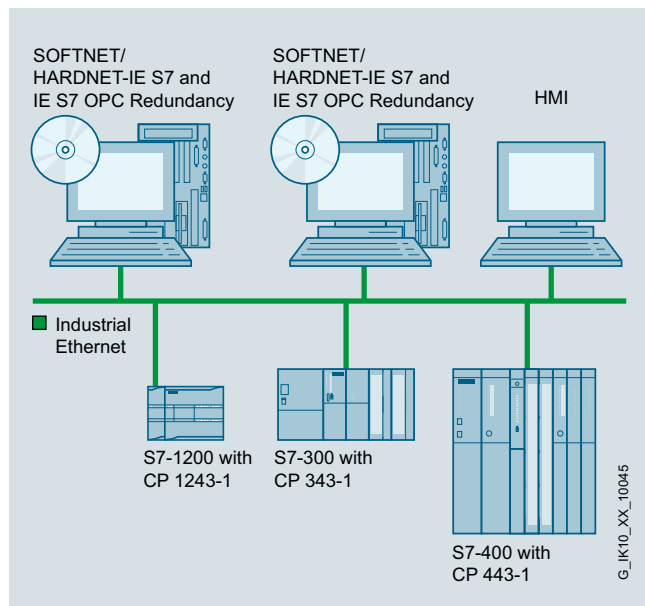 SOFTNET/
HARDNET-IE S7 and
IE S7 OPC Redundancy
SOFTNET/
HARDNET-IE S7 and
IE S7 OPC Redundancy
HMI
Industrial
Ethernet
S7-1200 with
CP 1243-1
S7-300 with
CP 343-1
S7-400 with
CP 443-1
G_IK10_XX_10045